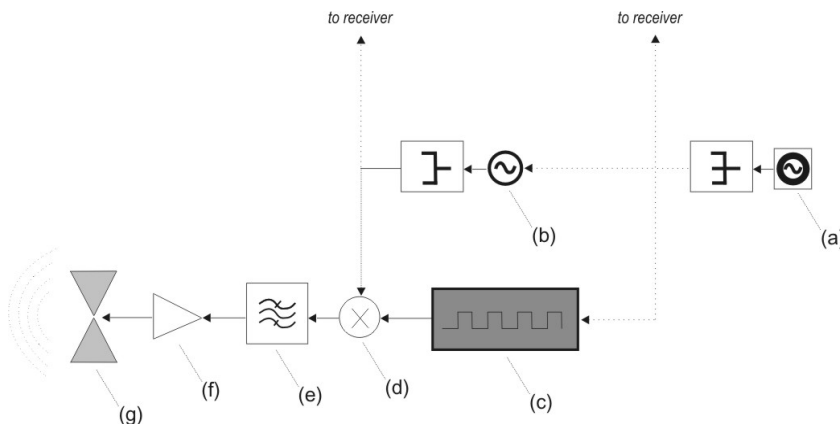 to receiver
to receiver
(b)
(a)
X
(g)
(f)
(e)
(d)
(c)